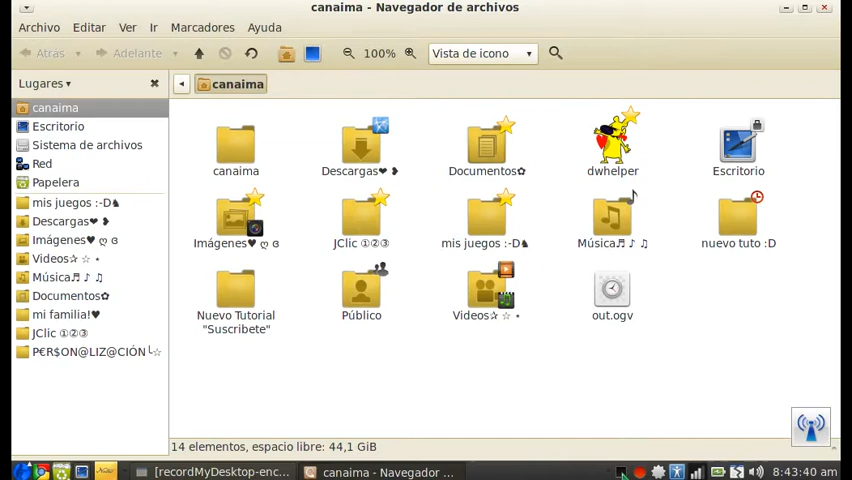 canaima - Navegador de archivos
Archivo Editar Ver Ir Marcadores Ayuda
Atrás Adelante 100% Vista de icono
Lugares canaima
canaima
Escritorio
Sistema de archivos
Red
Papelera
mis juegos :-D♞
Descargas❤ ❥
Imágenes♥ ღ ɞ
Videos✰ ☆ ⋆
Música♬ ♪ ♫
Documentos✿
mi familia!♥
JClic ①②③
P€R$ON@LIZ@CIÓN╰☆
canaima Descargas❤ ❥ Documentos✿ dwhelper Escritorio
Imágenes♥ ღ ɞ JClic ①②③ mis juegos :-D♞ Música♬ ♪ ♫ nuevo tuto :D
Nuevo Tutorial "Suscribete" Público Videos✰ ☆ ⋆ out.ogv
14 elementos, espacio libre: 44,1 GiB
[recordMyDesktop-enc... canaima - Navegador ... 8:43:40 am